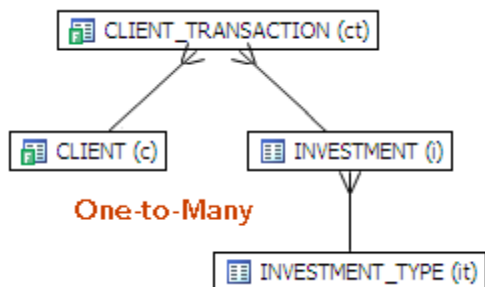 CLIENT_TRANSACTION (ct)
CLIENT (c)
INVESTMENT (i)
One-to-Many
INVESTMENT_TYPE (it)